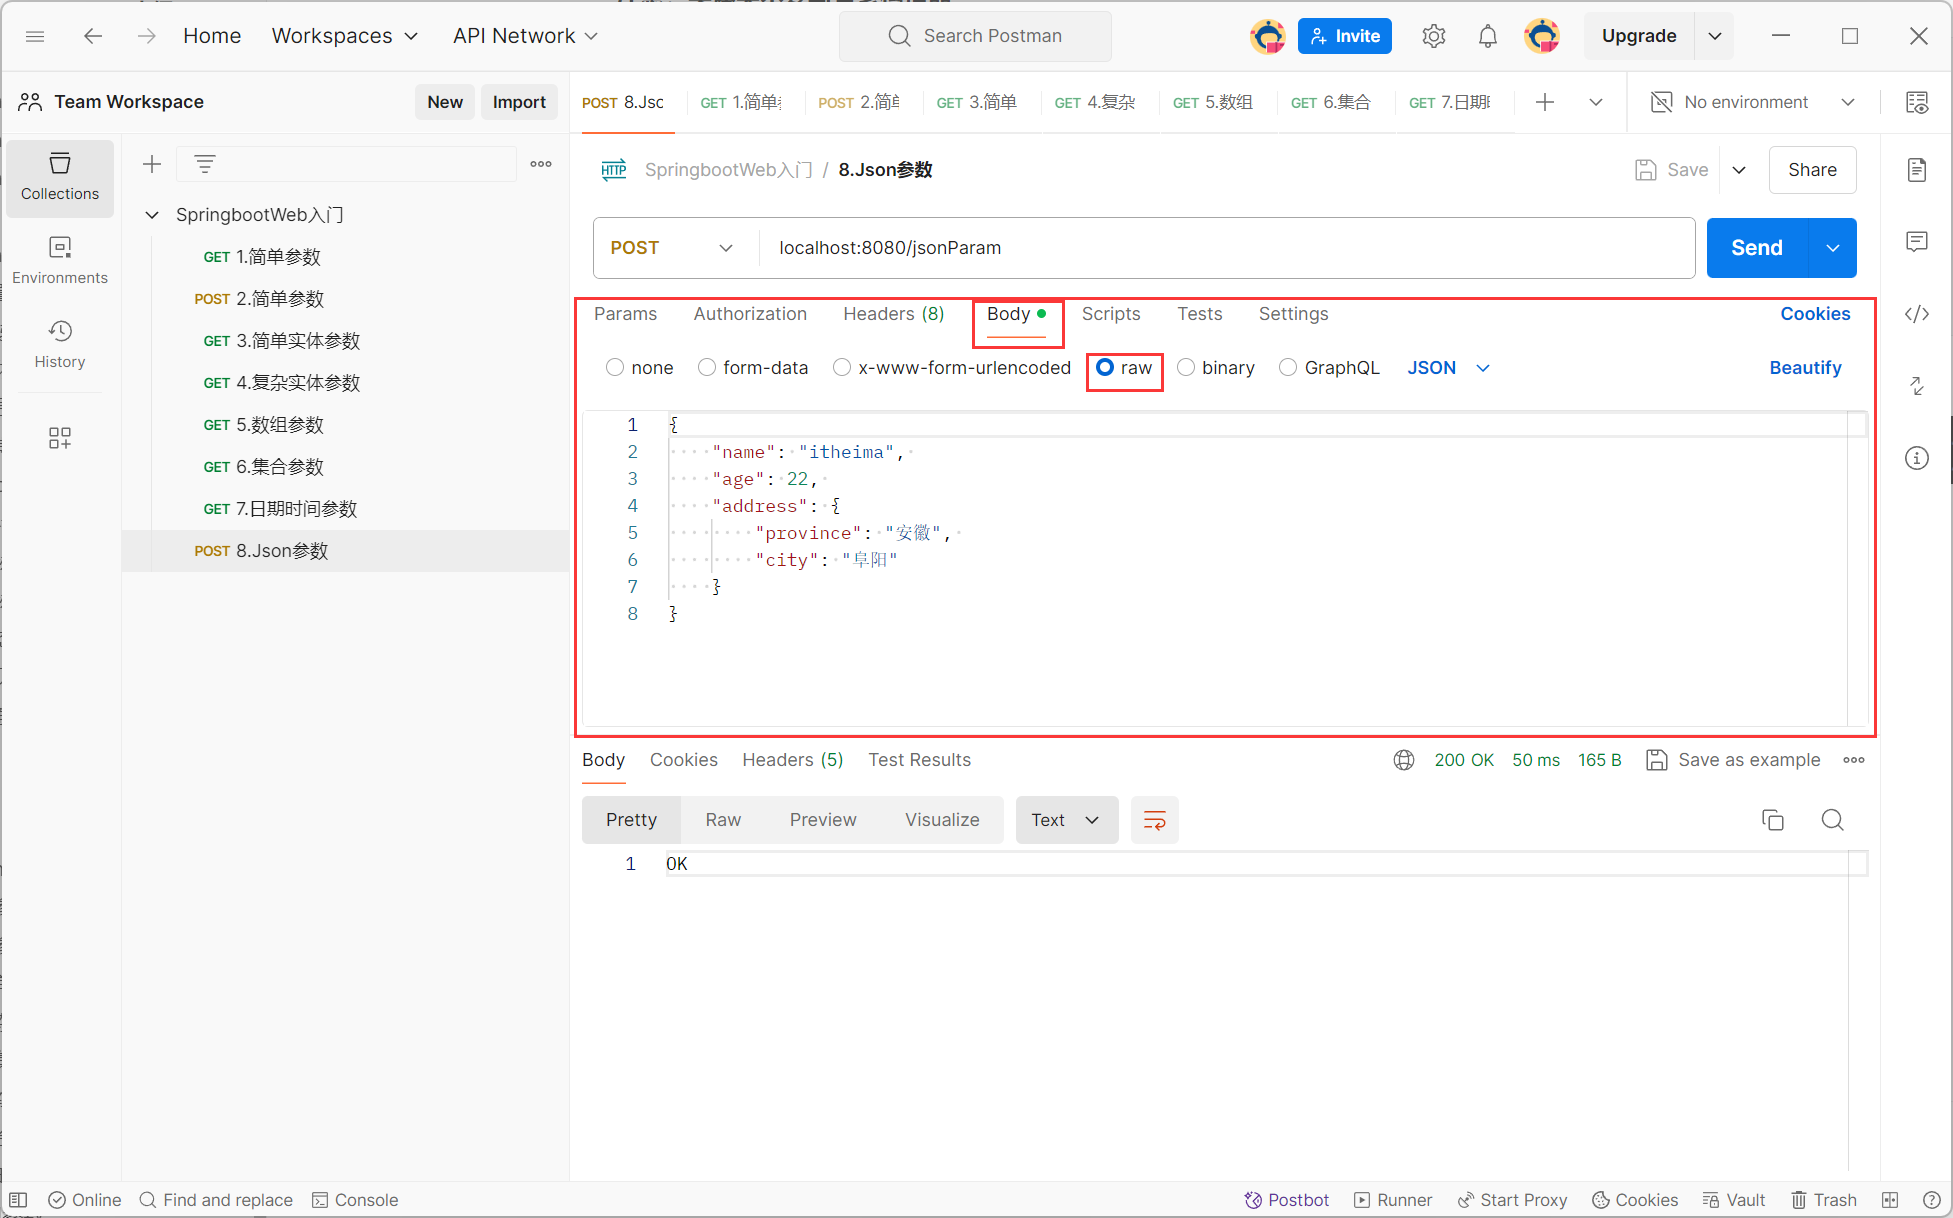 Home Workspaces API Network Search Postman Invite Upgrade
Team Workspace New Import
POST 8.Jsc GET 1.简单 POST 2.简单 GET 3.简单 GET 4.复杂 GET 5.数组 GET 6.集合 GET 7.日期 No environment
Collections
Environments
History
SpringbootWeb入门
GET 1.简单参数
POST 2.简单参数
GET 3.简单实体参数
GET 4.复杂实体参数
GET 5.数组参数
GET 6.集合参数
GET 7.日期时间参数
POST 8.Json参数
HTTP SpringbootWeb入门 / 8.Json参数 Save Share
POST localhost:8080/jsonParam Send
Params Authorization Headers (8) Body Scripts Tests Settings Cookies
none form-data x-www-form-urlencoded raw binary GraphQL JSON Beautify
1 {
2 "name": "itheima",
3 "age": 22,
4 "address": {
5 "province": "安徽",
6 "city": "阜阳"
7 }
8 }
Body Cookies Headers (5) Test Results 200 OK 50 ms 165 B Save as example
Pretty Raw Preview Visualize Text
1 OK
Online Find and replace Console Postbot Runner Start Proxy Cookies Vault Trash